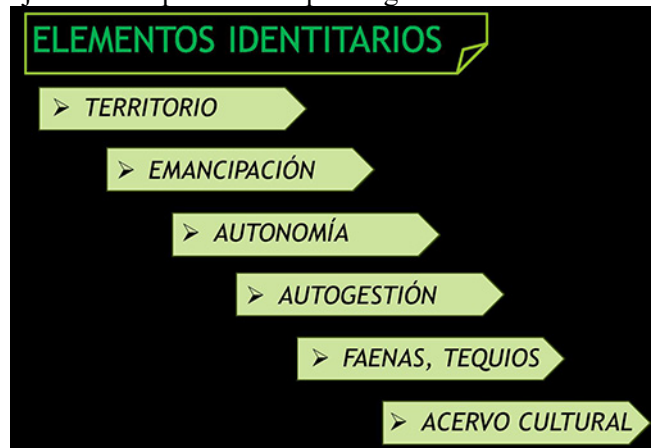 ELEMENTOS IDENTITARIOS
➢ TERRITORIO
➢ EMANCIPACIÓN
➢ AUTONOMÍA
➢ AUTOGESTIÓN
➢ FAENAS, TEQUIOS
➢ ACERVO CULTURAL